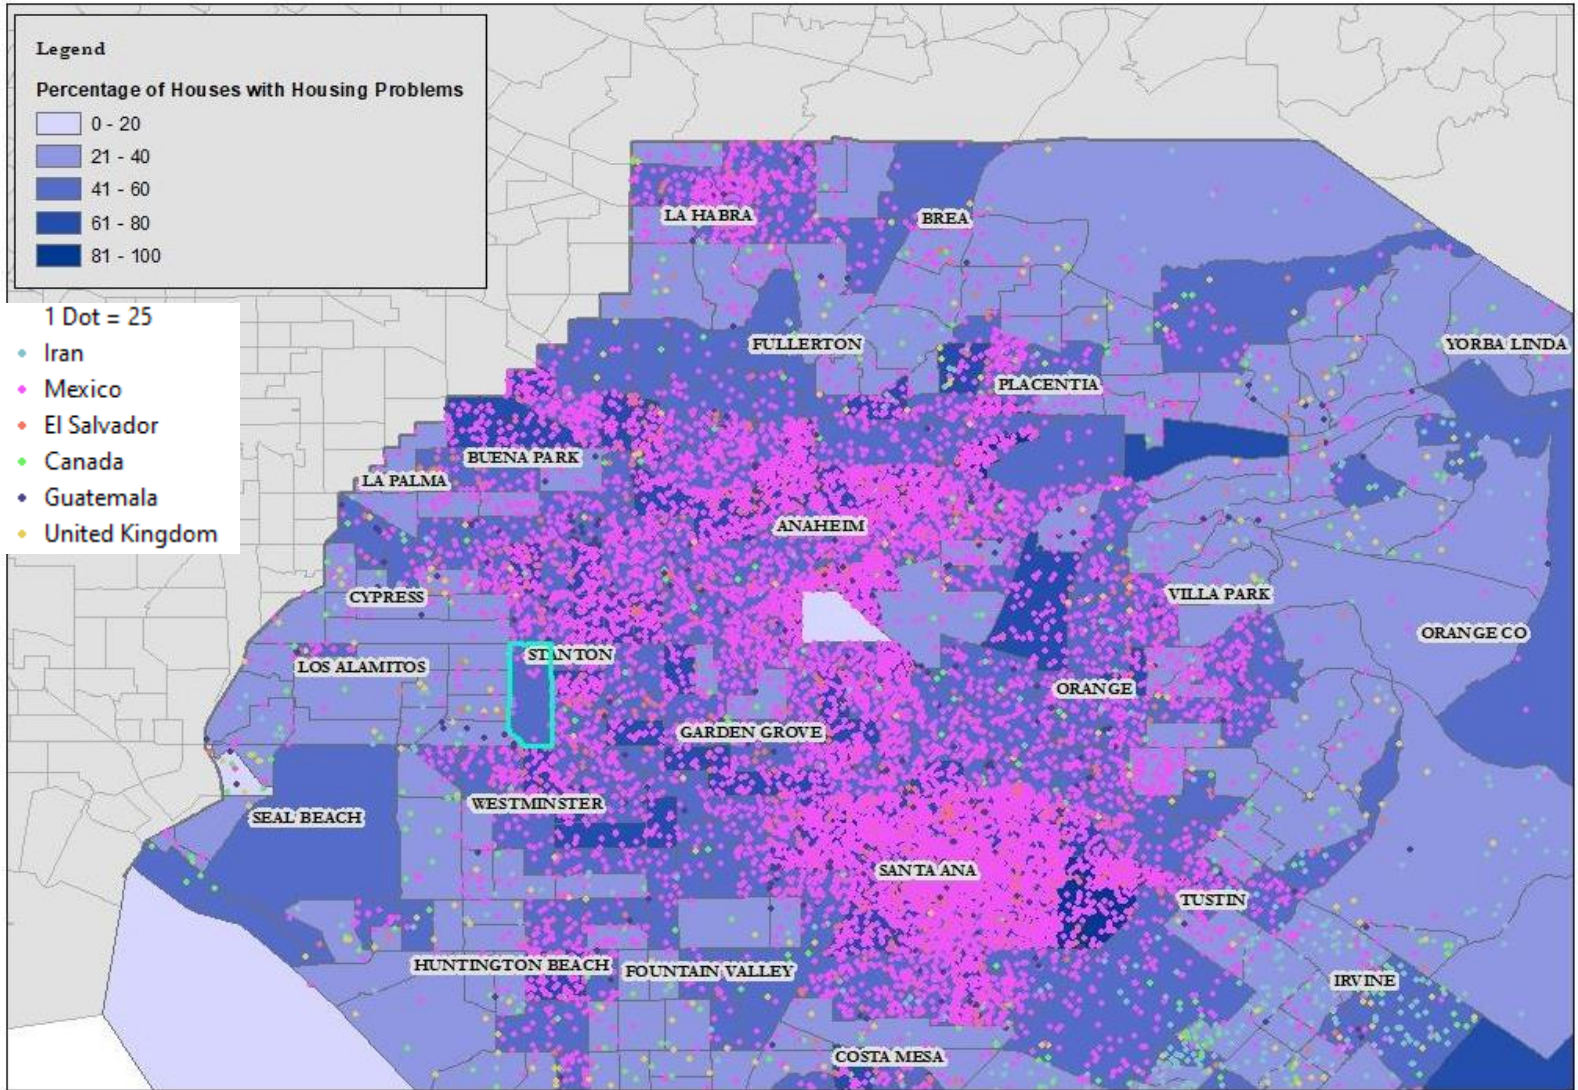 Legend
Percentage of Houses with Housing Problems
0 - 20
21 - 40
41 - 60
61 - 80
81 - 100
1 Dot = 25
Iran
Mexico
El Salvador
Canada
Guatemala
United Kingdom
LA HABRA
BREA
FULLERTON
YORBA LINDA
PLACENTIA
BUENA PARK
LA PALMA
ANAHEIM
CYPRESS
VILLA PARK
ORANGE CO
STANTON
LOS ALAMITOS
ORANGE
GARDEN GROVE
WESTMINSTER
SEAL BEACH
SANTA ANA
TUSTIN
HUNTINGTON BEACH
FOUNTAIN VALLEY
IRVINE
COSTA MESA